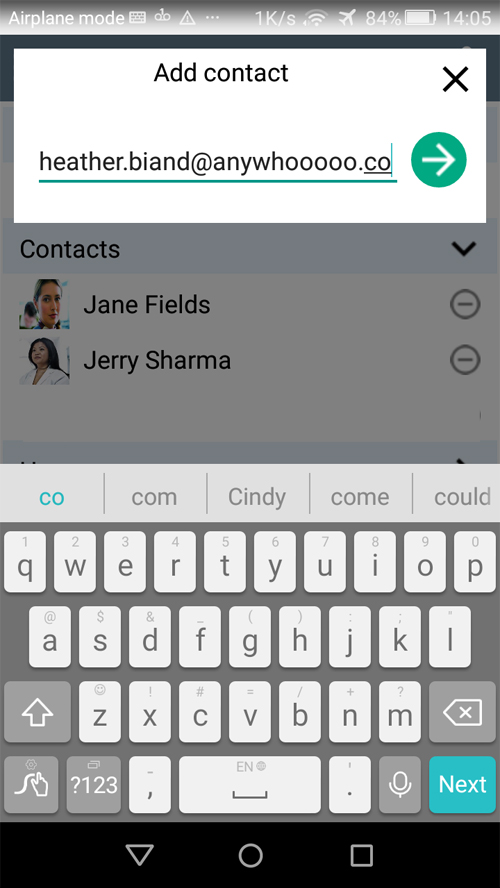 Airplane mode ... 1K/s 84% 14:05
Add contact
heather.biand@anywhooooo.co
Contacts
Jane Fields
Jerry Sharma
co com Cindy come could
1 2 3 4 5 6 7 8 9 0
q w e r t y u i o p
@ $ & _ ( ) : ; "
a s d f g h j k l
! # = / + ?
z x c v b n m
EN
?123 , . Next